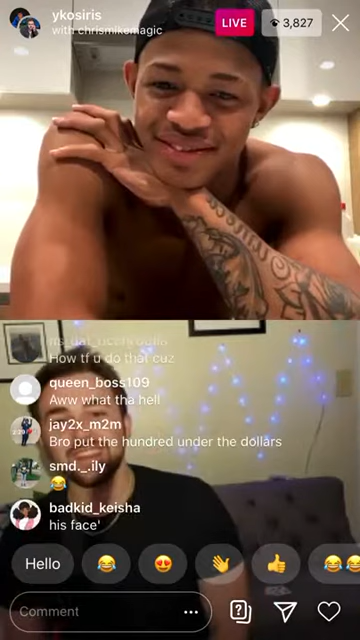 ykosiris
with chrismikemagic
LIVE
3,827
How tf u do that cuz
queen_boss109
Aww what tha hell
jay2x_m2m
Bro put the hundred under the dollars
smd._.ily
😂
badkid_keisha
his face'
Hello
😂
😍
👋
👍
😂😂
Comment